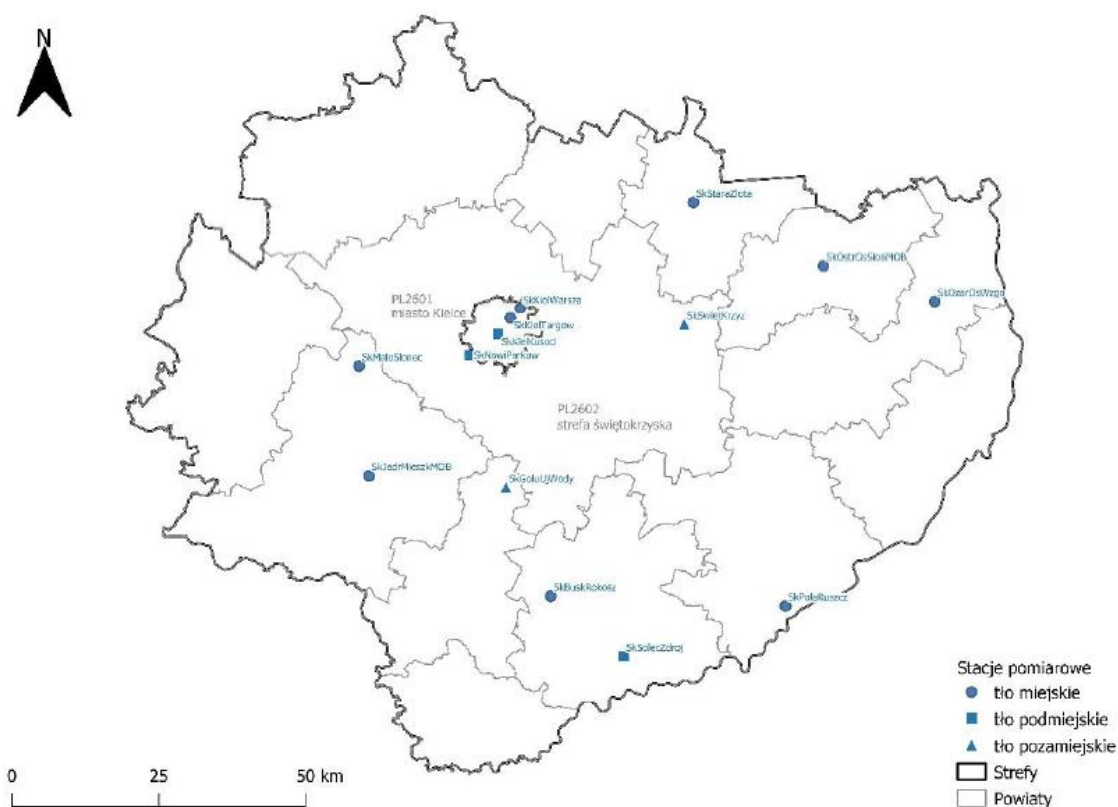 N
SkStaraZlota
SkOstrOsSlonMOB
SkOzarOsWzgo
PL2601
miasto Kielce
SkKielWarsza
SkKielTargow
SkKielKusoci
SkNowiParkow
SkSwietKrzyz
SkMaloSlonec
PL2602
strefa świętokrzyska
SkJedrMieszkMOB
SkGoluUjWody
SkBuskRokosz
SkPolaRuszcz
SkSolecZdroj
Stacje pomiarowe
tło miejskie
tło podmiejskie
tło pozamiejskie
Strefy
Powiaty
0 25 50 km